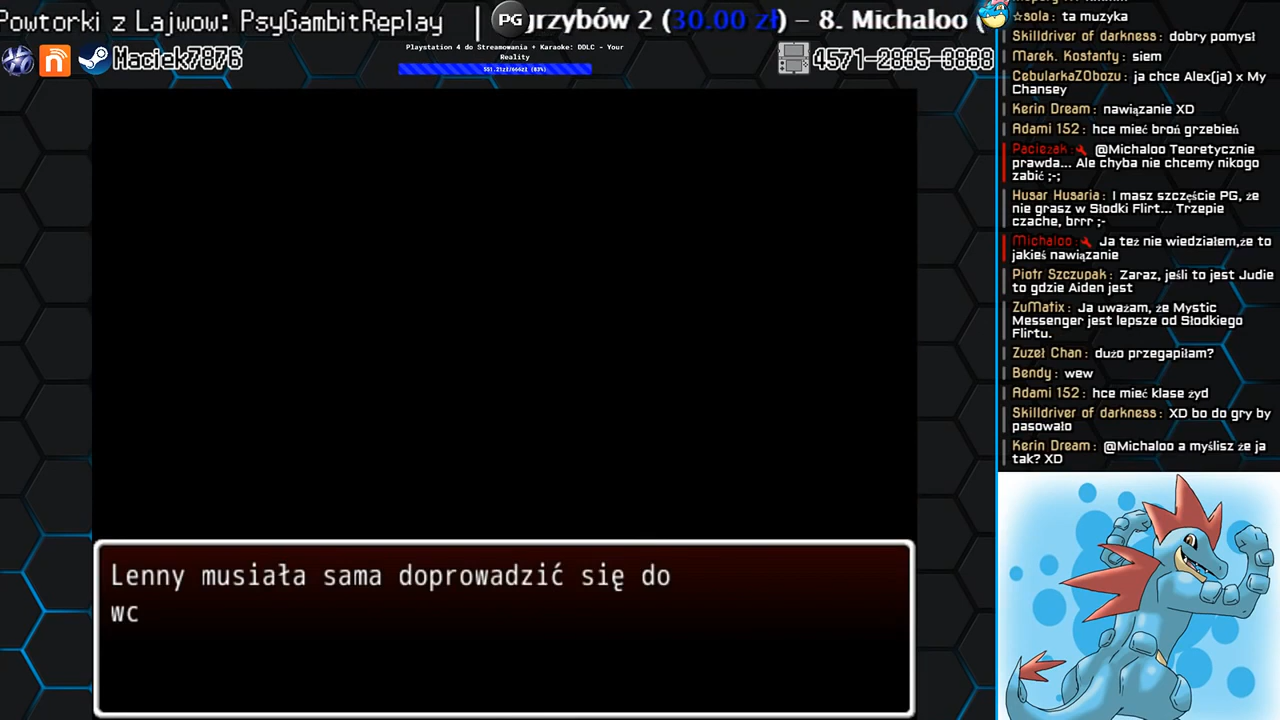 Powtorki z Lajwow: PsyGambitReplay
PG
jrzybów 2 (30.00 zł) – 8. Michaloo (
Maciek7876
Playstation 4 do Streamowania + Karaoke: DDLC - Your
Reality
551.21zł/666zł (83%)
4571-2835-3838
☆sola: ta muzyka
Skilldriver of darkness: dobry pomysł
Marek. Kostanty: siem
CebularkaZObozu: ja chce Alex(ja) x My
Chansey
Kerin Dream: nawiązanie XD
Adami 152: hce mieć broń grzebień
Paciezak: @Michaloo Teoretycznie
prawda... Ale chyba nie chcemy nikogo
zabić ;-;
Husar Husaria: I masz szczęście PG, że
nie grasz w Słodki Flirt... Trzepie
czache, brrr ;-
Michaloo: Ja też nie wiedziałem,że to
jakieś nawiązanie
Piotr Szczupak: Zaraz, jeśli to jest Judie
to gdzie Aiden jest
ZuMatix: Ja uważam, że Mystic
Messenger jest lepsze od Słodkiego
Flirtu.
Zuzeł Chan: dużo przegapiłam?
Bendy: wew
Adami 152: hce mieć klase żyd
Skilldriver of darkness: XD bo do gry by
pasowało
Kerin Dream: @Michaloo a myślisz że ja
tak? XD
Lenny musiała sama doprowadzić się do
wc